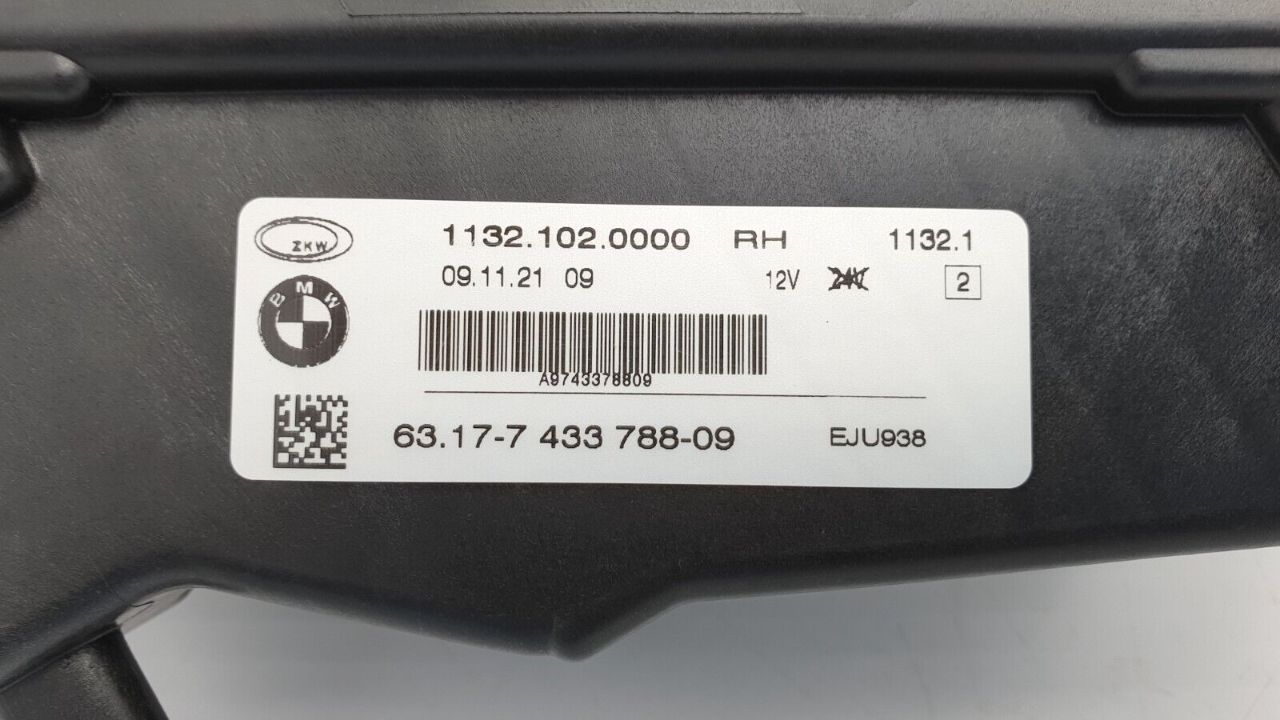 ZKW
1132.102.0000 RH 1132.1
09.11.21 09 12V 24V 2
BMW
A9743378809
63.17-7 433 788-09 EJU938